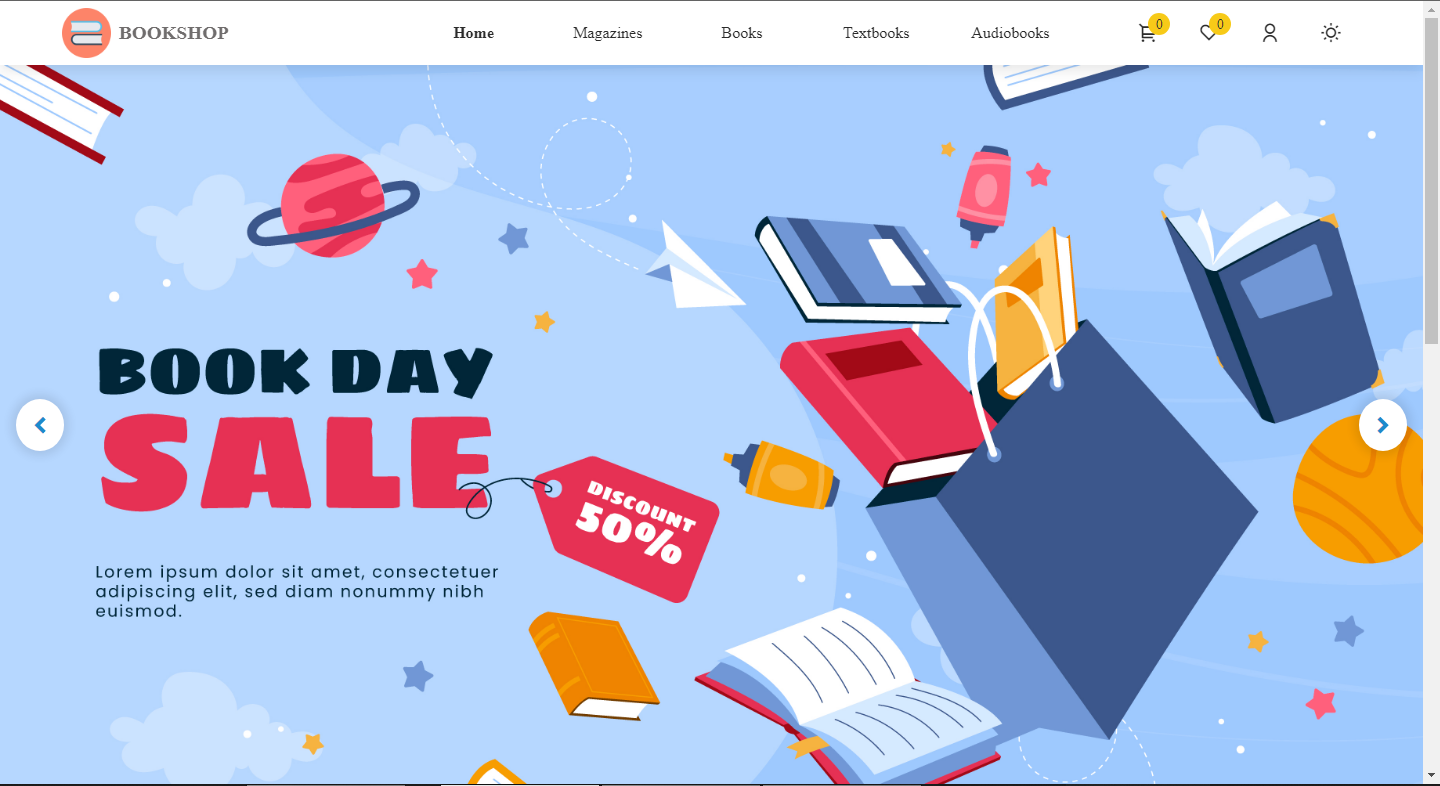 BOOKSHOP
Home
Magazines
Books
Textbooks
Audiobooks
0
0
BOOK DAY
SALE
DISCOUNT
50%
Lorem ipsum dolor sit amet, consectetuer
adipiscing elit, sed diam nonummy nibh
euismod.